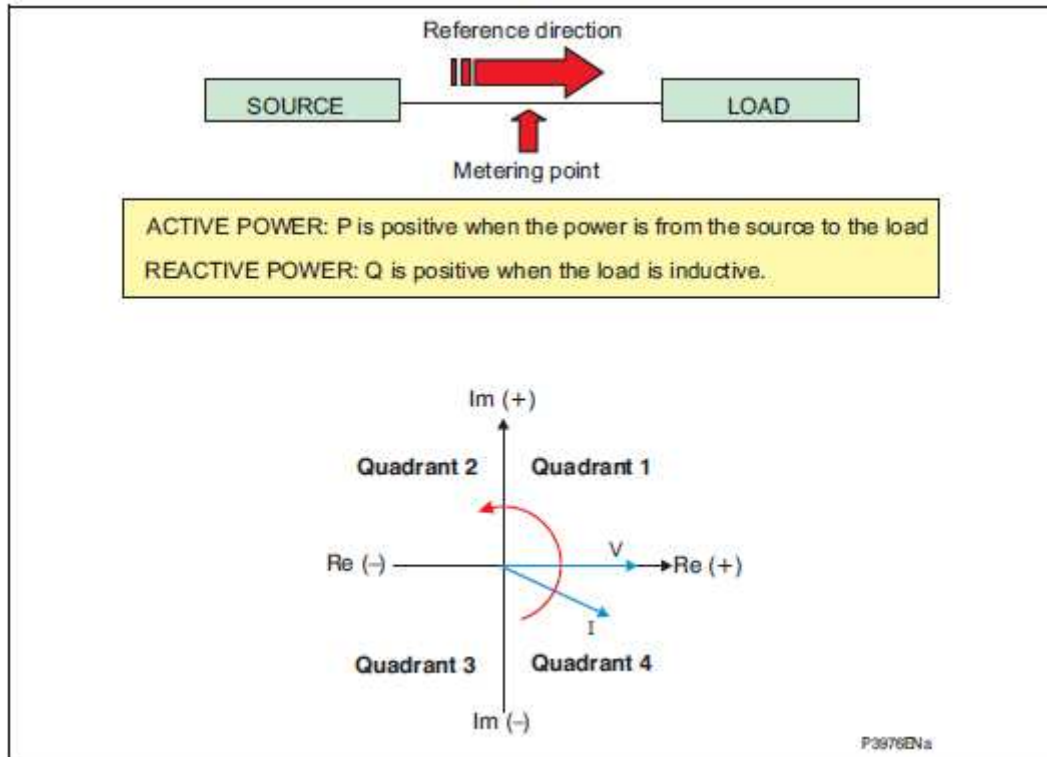 Reference direction
SOURCE
LOAD
Metering point
ACTIVE POWER: P is positive when the power is from the source to the load
REACTIVE POWER: Q is positive when the load is inductive.
Im (+)
Quadrant 2
Quadrant 1
V
Re (–)
Re (+)
I
Quadrant 3
Quadrant 4
Im (–)
P3976ENa